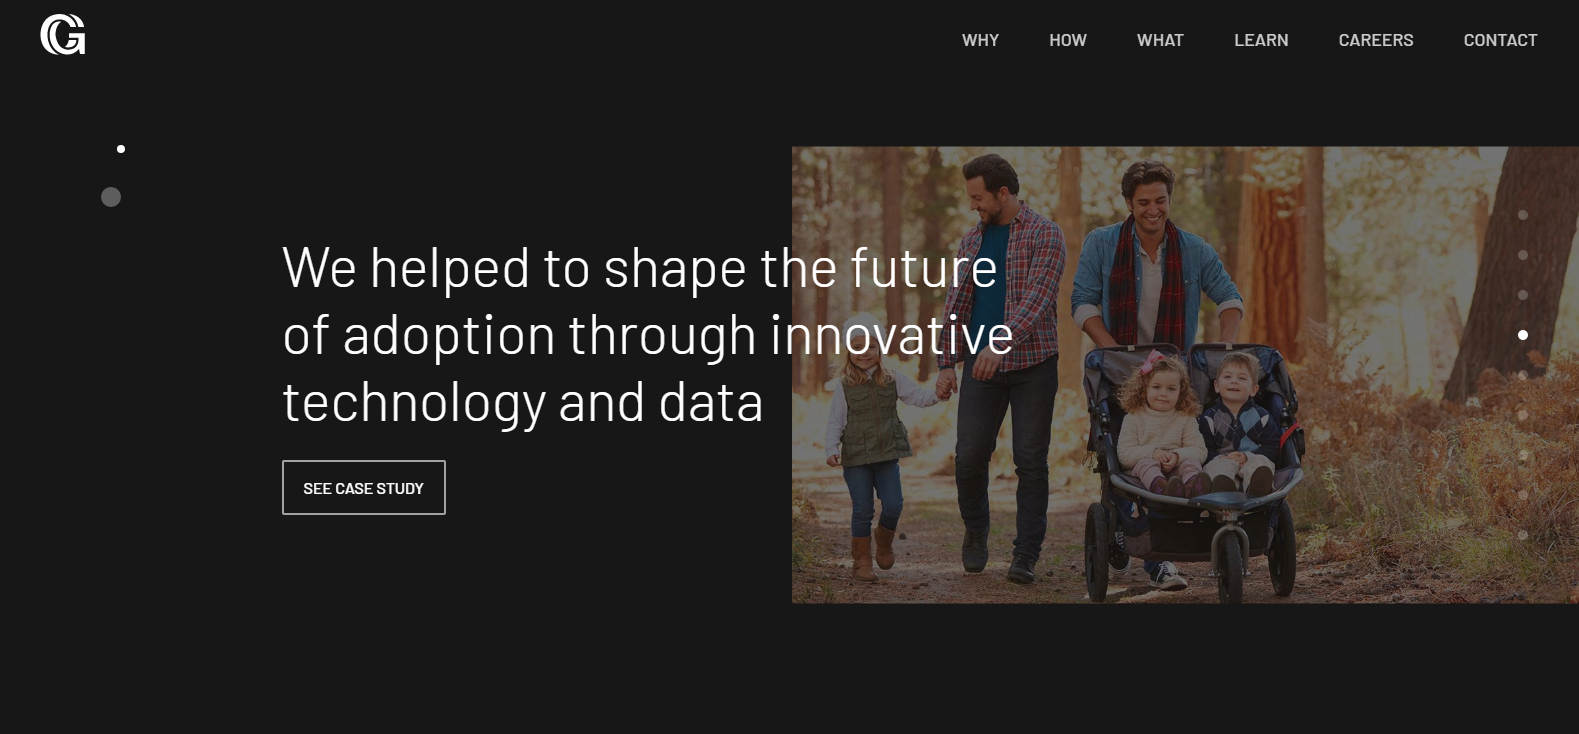 G
WHY
HOW
WHAT
LEARN
CAREERS
CONTACT
We helped to shape the future
of adoption through innovative
technology and data
SEE CASE STUDY